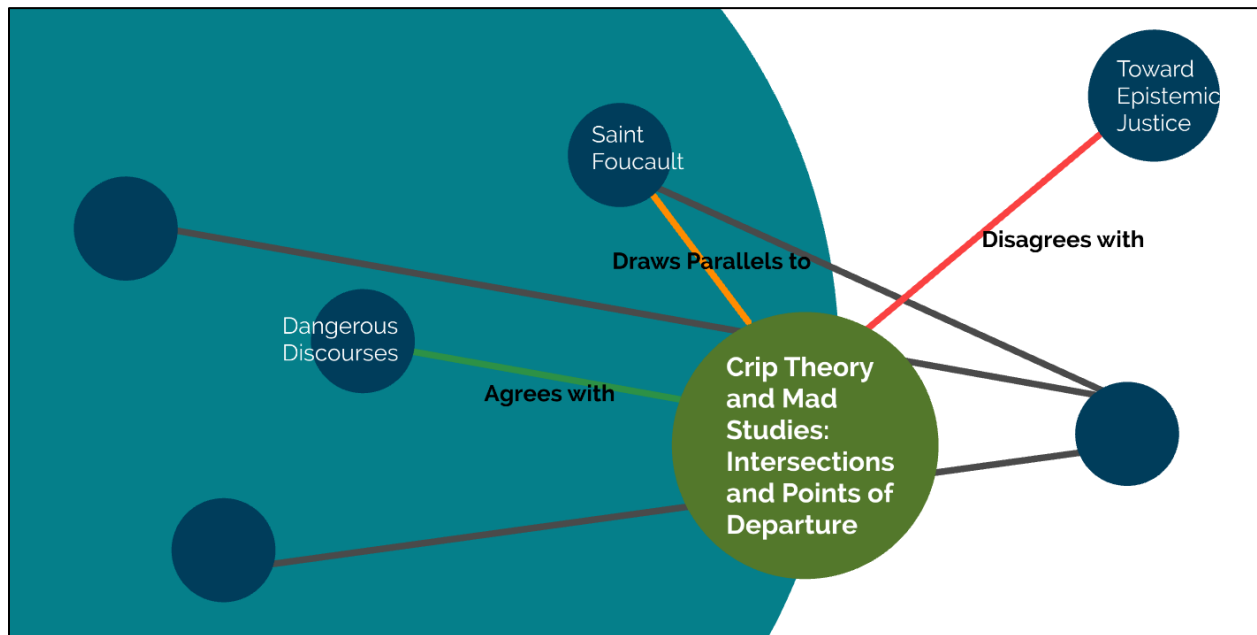 Toward
Epistemic
Justice
Saint
Foucault
Disagrees with
Draws Parallels to
Dangerous
Discourses
Agrees with
Crip Theory
and Mad
Studies:
Intersections
and Points of
Departure